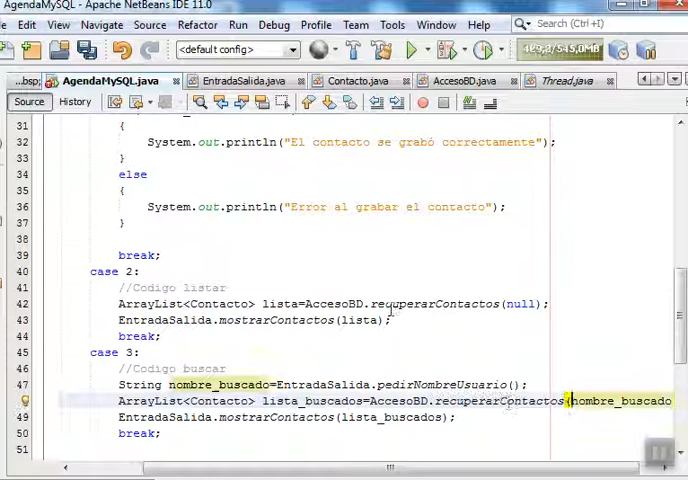 AgendaMySQL - Apache NetBeans IDE 11.0
Edit View Navigate Source Refactor Run Debug Profile Team Tools Window Help Search (Ctrl+I)
<default config> 409,2/545,0MB
...bsp; AgendaMySQL.java EntradaSalida.java Contacto.java AccesoBD.java Thread.java
Source History
31 {
32 System.out.println("El contacto se grabó correctamente");
33 }
34 else
35 {
36 System.out.println("Error al grabar el contacto");
37 }
38
39 break;
40 case 2:
41 //Codigo listar
42 ArrayList<Contacto> lista=AccesoBD.recuperarContactos(null);
43 EntradaSalida.mostrarContactos(lista);
44 break;
45 case 3:
46 //Codigo buscar
47 String nombre_buscado=EntradaSalida.pedirNombreUsuario();
ArrayList<Contacto> lista_buscados=AccesoBD.recuperarContactos(nombre_buscado
49 EntradaSalida.mostrarContactos(lista_buscados);
50 break;
51